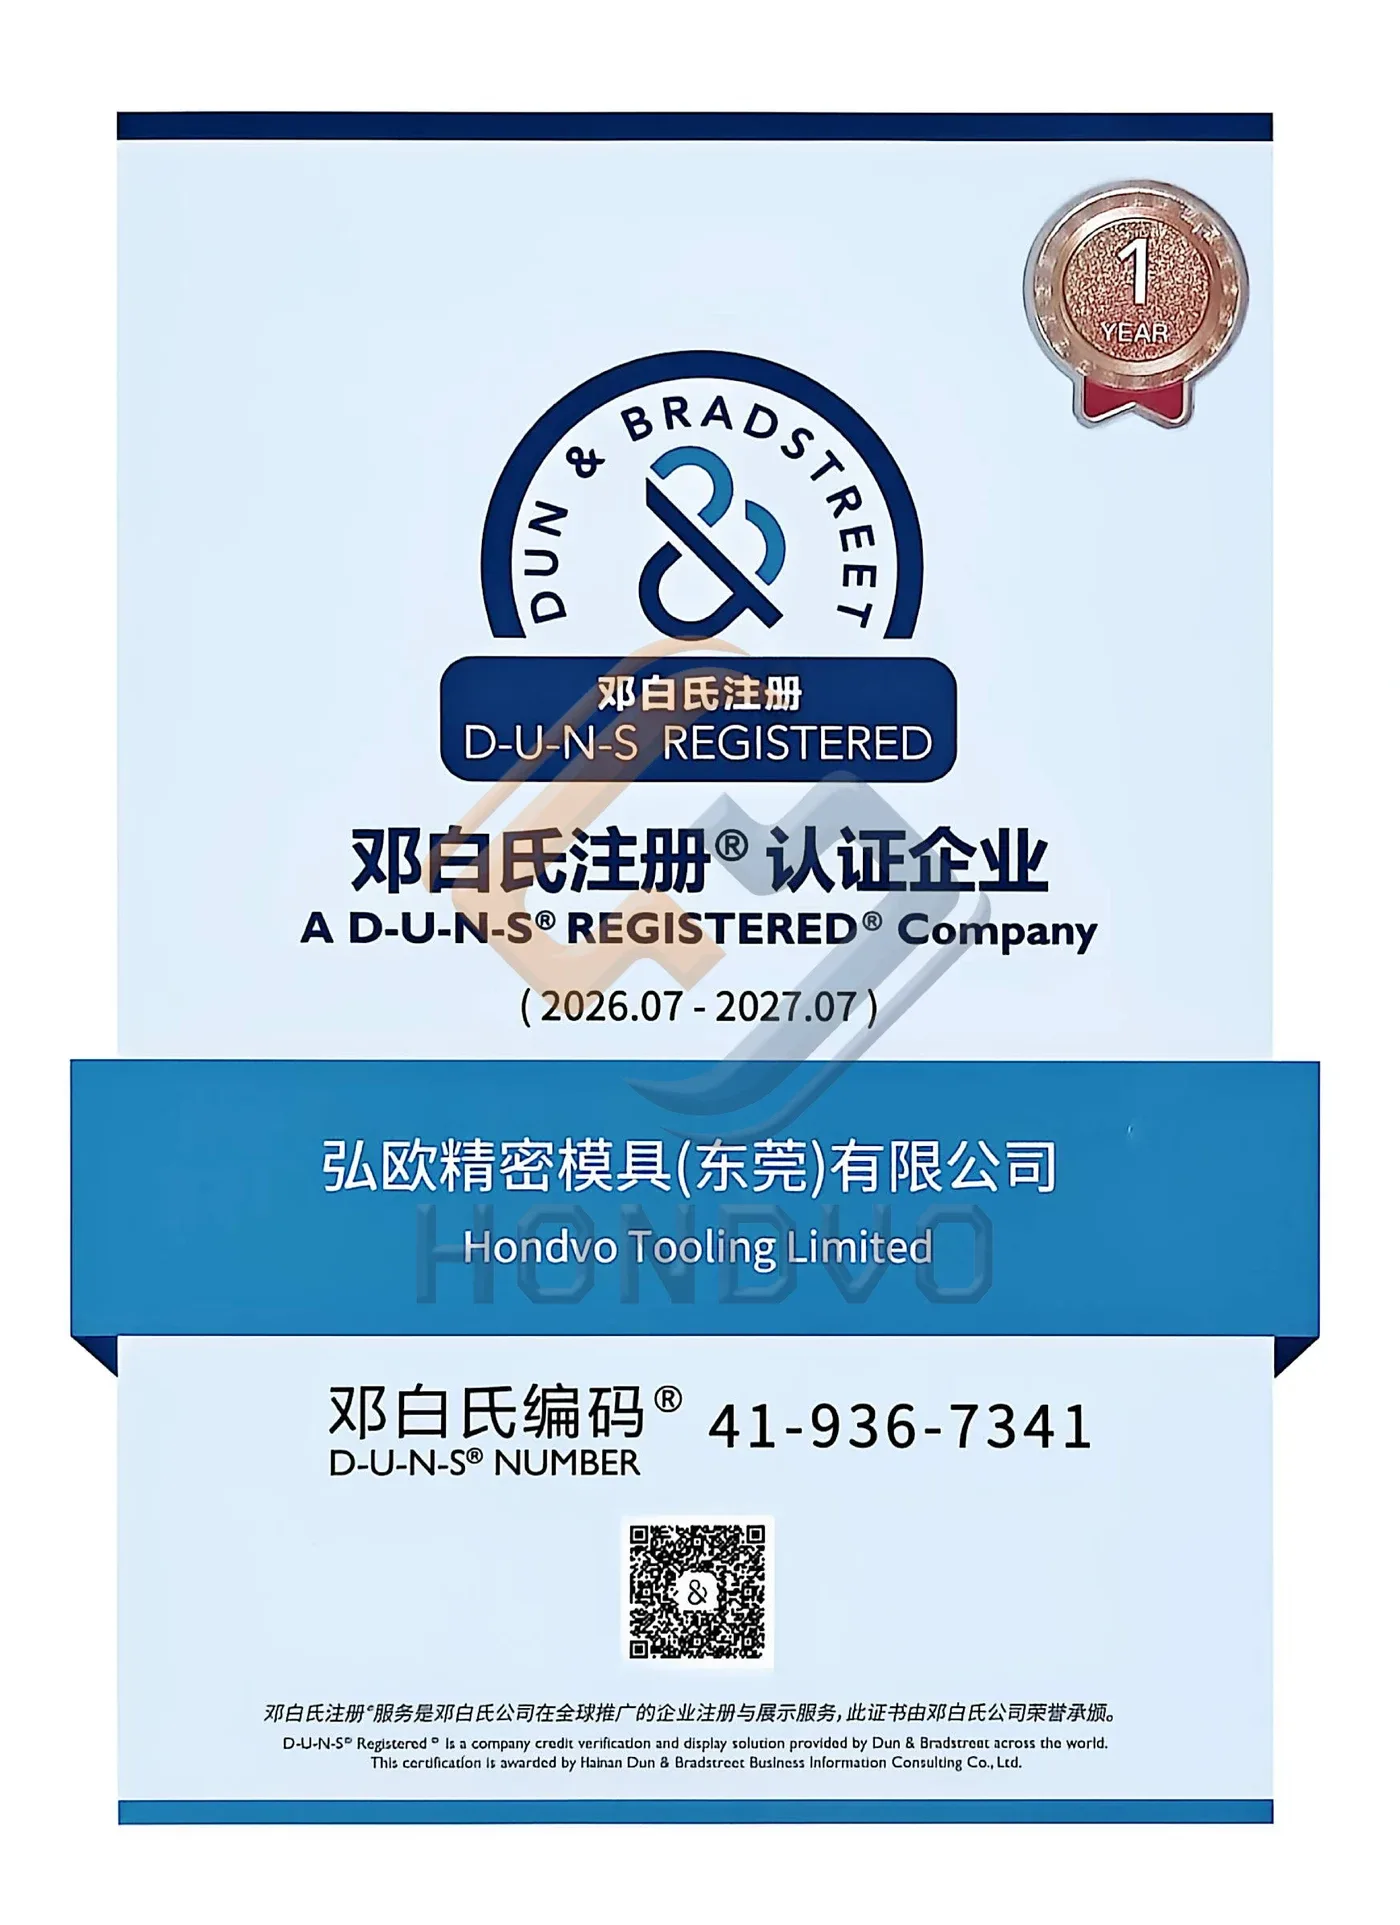 1
YEAR
DUN & BRADSTREET
邓白氏注册
D-U-N-S REGISTERED
邓白氏注册® 认证企业
A D-U-N-S® REGISTERED® Company
( 2026.07 - 2027.07 )
弘欧精密模具(东莞)有限公司
Hondvo Tooling Limited
HONDVO
邓白氏编码® 41-936-7341
D-U-N-S® NUMBER
邓白氏注册®服务是邓白氏公司在全球推广的企业注册与展示服务，此证书由邓白氏公司荣誉承颁。
D-U-N-S® Registered ® is a company credit verification and display solution provided by Dun & Bradstreet across the world.
This certification is awarded by Hainan Dun & Bradstreet Business Information Consulting Co., Ltd.